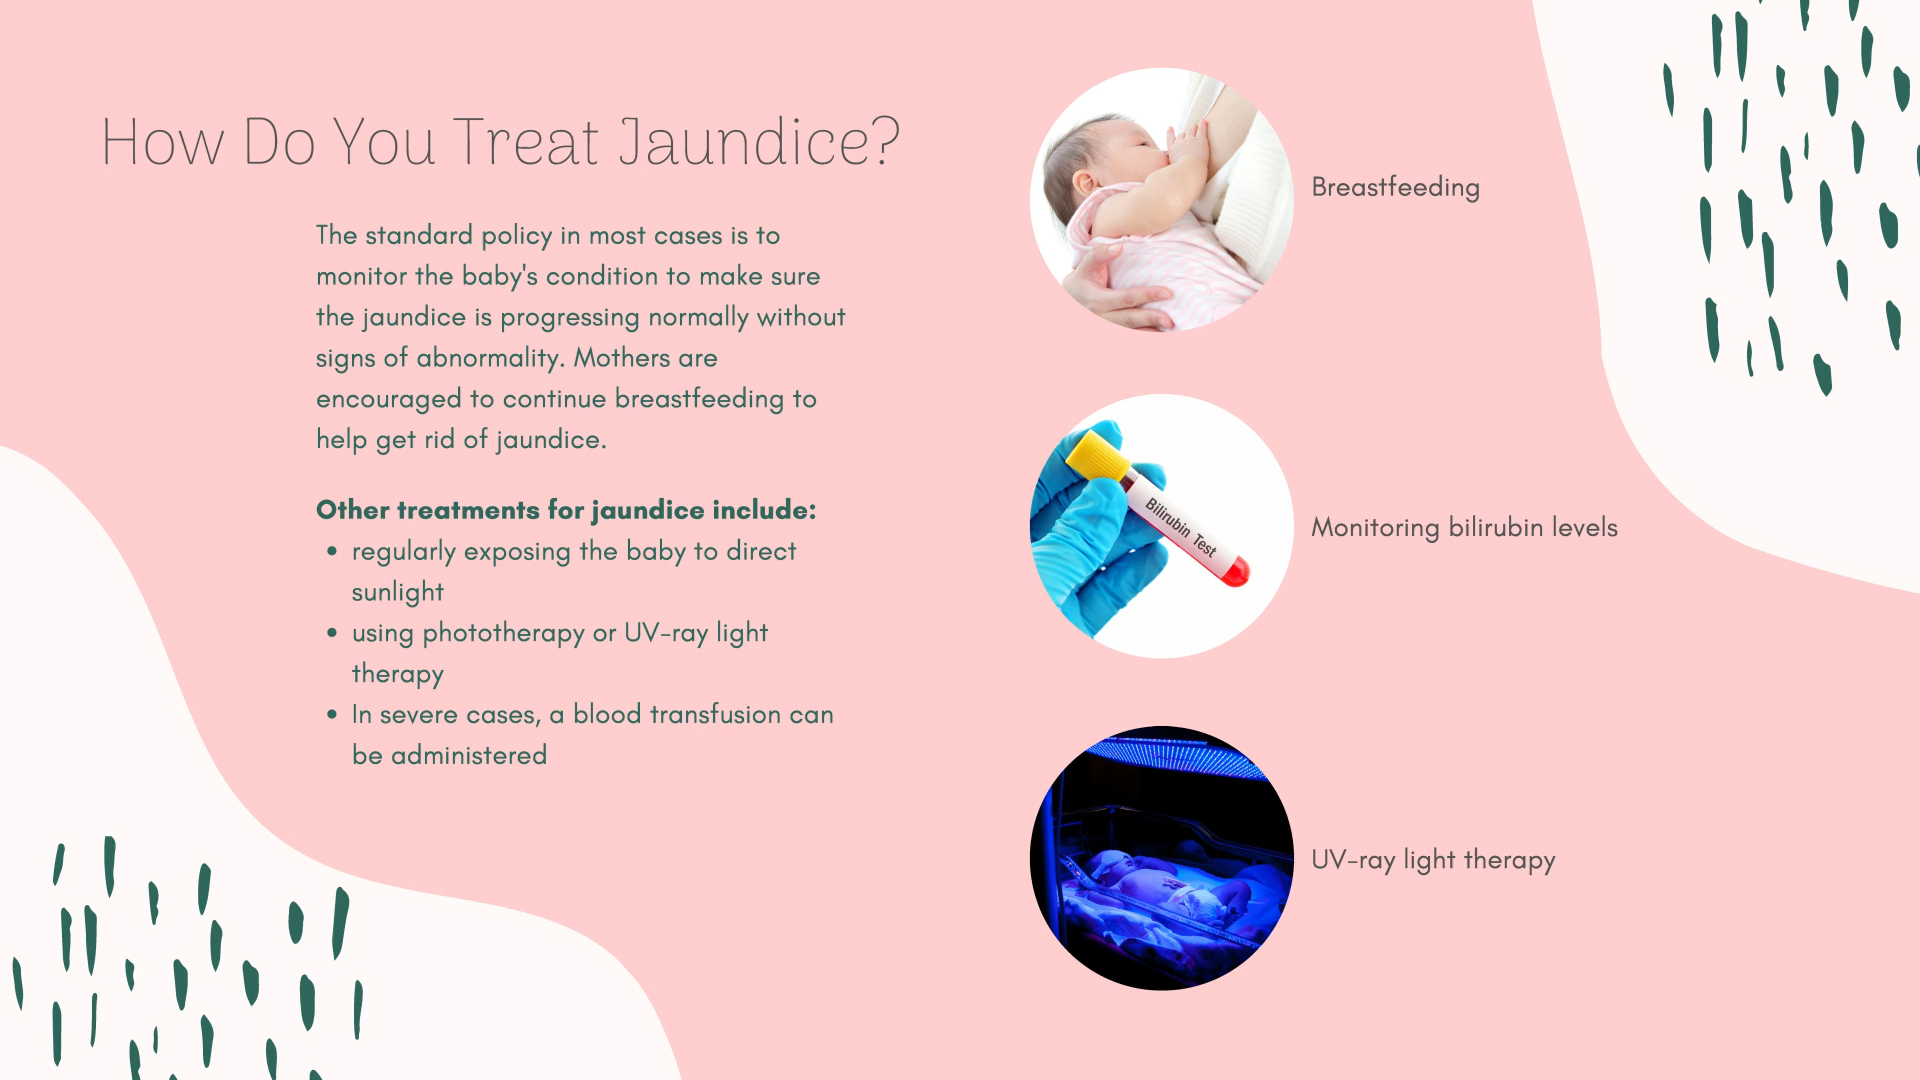 How Do You Treat Jaundice?
The standard policy in most cases is to
monitor the baby's condition to make sure
the jaundice is progressing normally without
signs of abnormality. Mothers are
encouraged to continue breastfeeding to
help get rid of jaundice.
Other treatments for jaundice include:
• regularly exposing the baby to direct
sunlight
• using phototherapy or UV-ray light
therapy
• In severe cases, a blood transfusion can
be administered
Breastfeeding
Bilirubin Test
Monitoring bilirubin levels
UV-ray light therapy